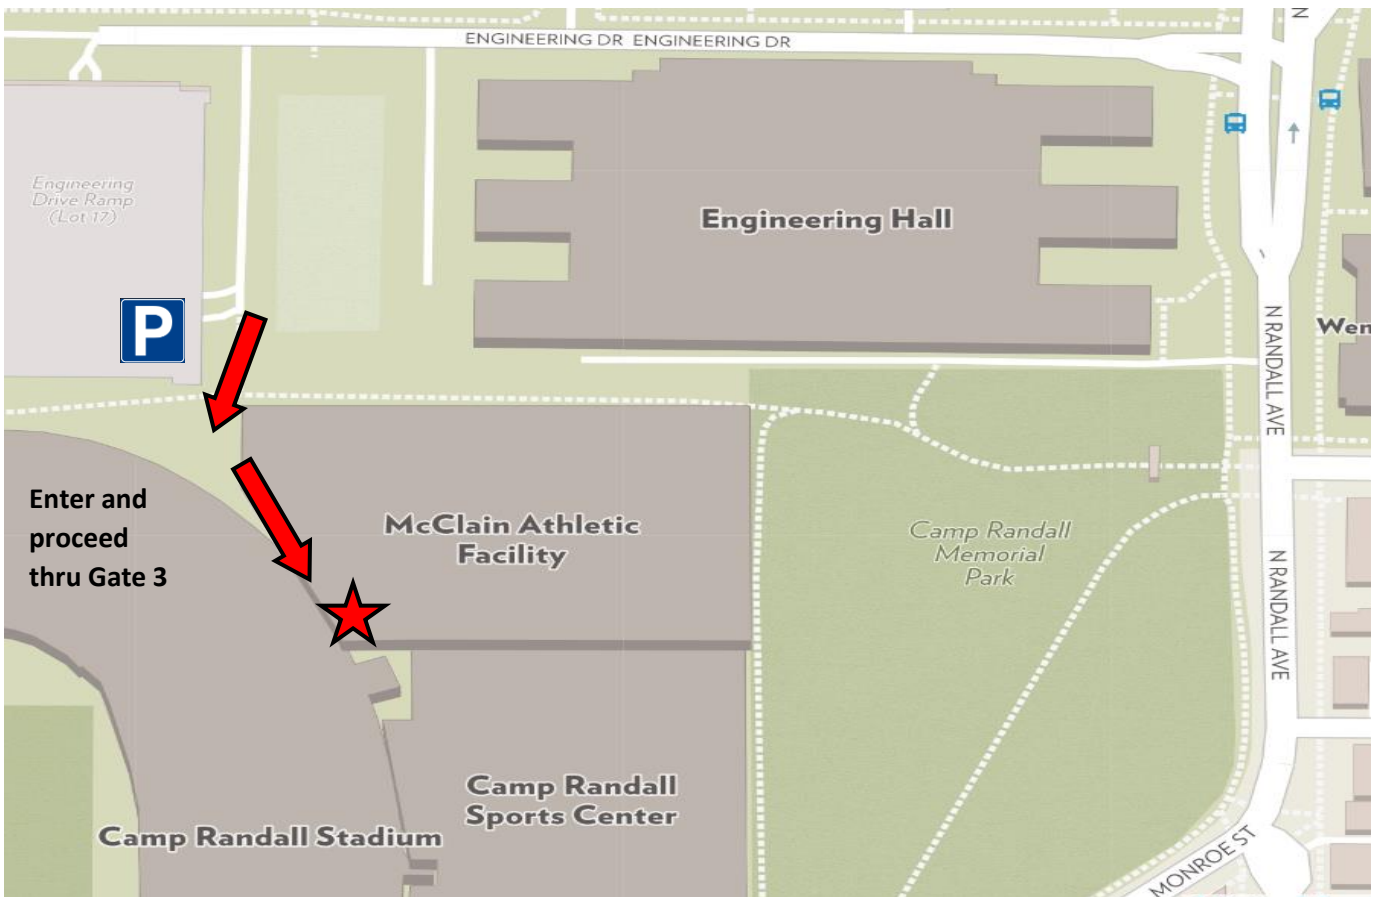 ENGINEERING DR ENGINEERING DR
N
Engineering
Drive Ramp
(Lot 17)
Engineering Hall
P
N RANDALL AVE
Wen
Enter and
proceed
thru Gate 3
McClain Athletic
Facility
Camp Randall
Memorial
Park
N RANDALL AVE
Camp Randall
Sports Center
Camp Randall Stadium
MONROE ST